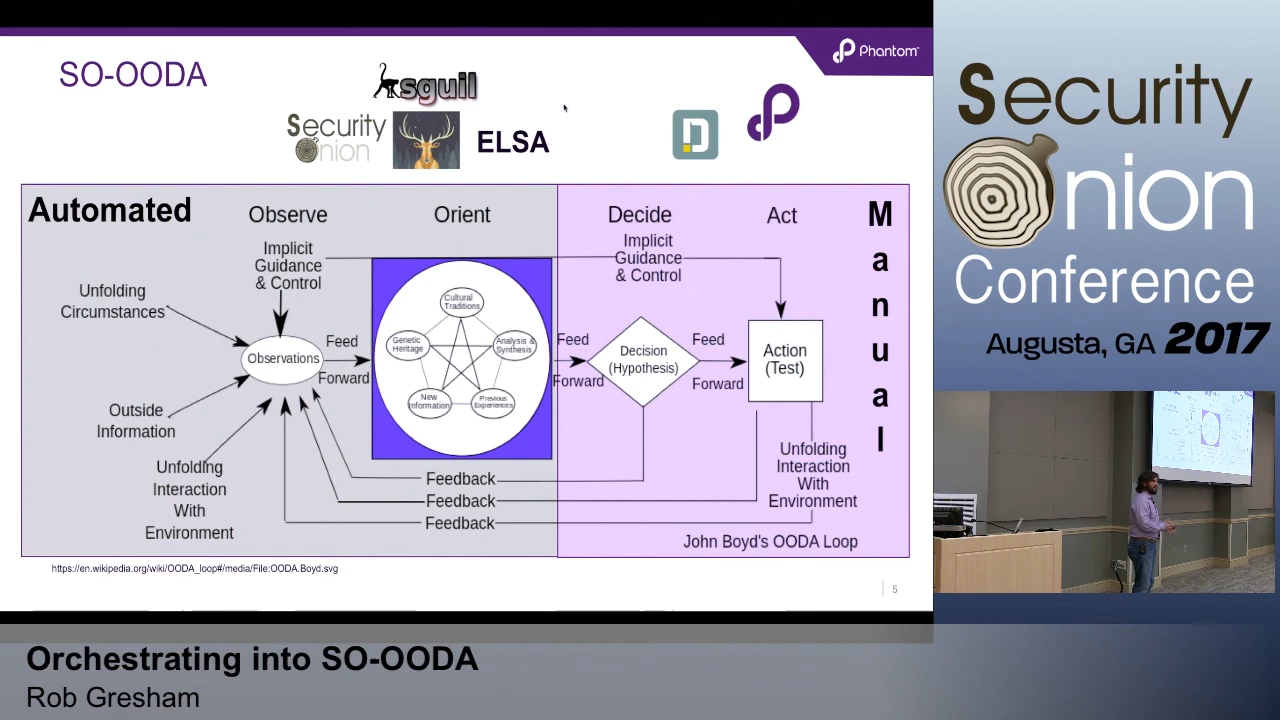 SO-OODA
sguil
Security
Onion
ELSA
D
Phantom
Automated
Observe
Orient
Decide
Act
M
a
n
u
a
l
Implicit
Guidance
& Control
Implicit
Guidance
& Control
Unfolding
Circumstances
Observations
Feed
Forward
Cultural
Traditions
Genetic
Heritage
Analysis &
Synthesis
New
Information
Previous
Experiences
Feed
Forward
Decision
(Hypothesis)
Feed
Forward
Action
(Test)
Outside
Information
Unfolding
Interaction
With
Environment
Feedback
Feedback
Feedback
Unfolding
Interaction
With
Environment
John Boyd's OODA Loop
https://en.wikipedia.org/wiki/OODA_loop#/media/File:OODA.Boyd.svg
5
Security
Onion
Conference
Augusta, GA 2017
Orchestrating into SO-OODA
Rob Gresham